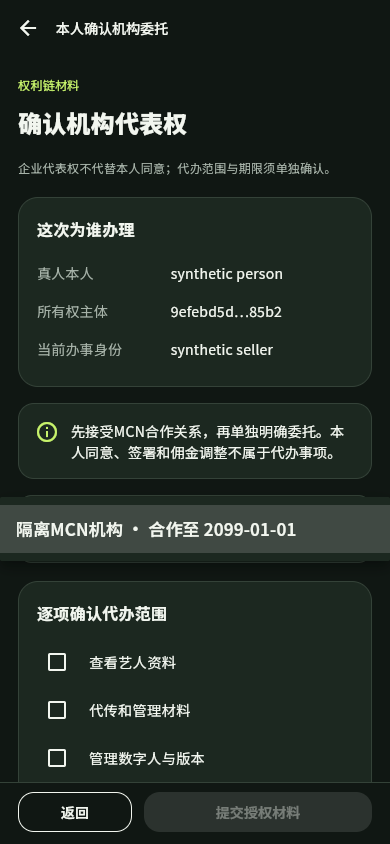 本人确认机构委托
权利链材料
确认机构代表权
企业代表权不代替本人同意；代办范围与期限须单独确认。
这次为谁办理
真人本人 synthetic person
所有权主体 9efebd5d…85b2
当前办事身份 synthetic seller
先接受MCN合作关系，再单独明确委托。本
人同意、签署和佣金调整不属于代办事项。
隔离MCN机构 · 合作至 2099-01-01
逐项确认代办范围
查看艺人资料
代传和管理材料
管理数字人与版本
返回 提交授权材料